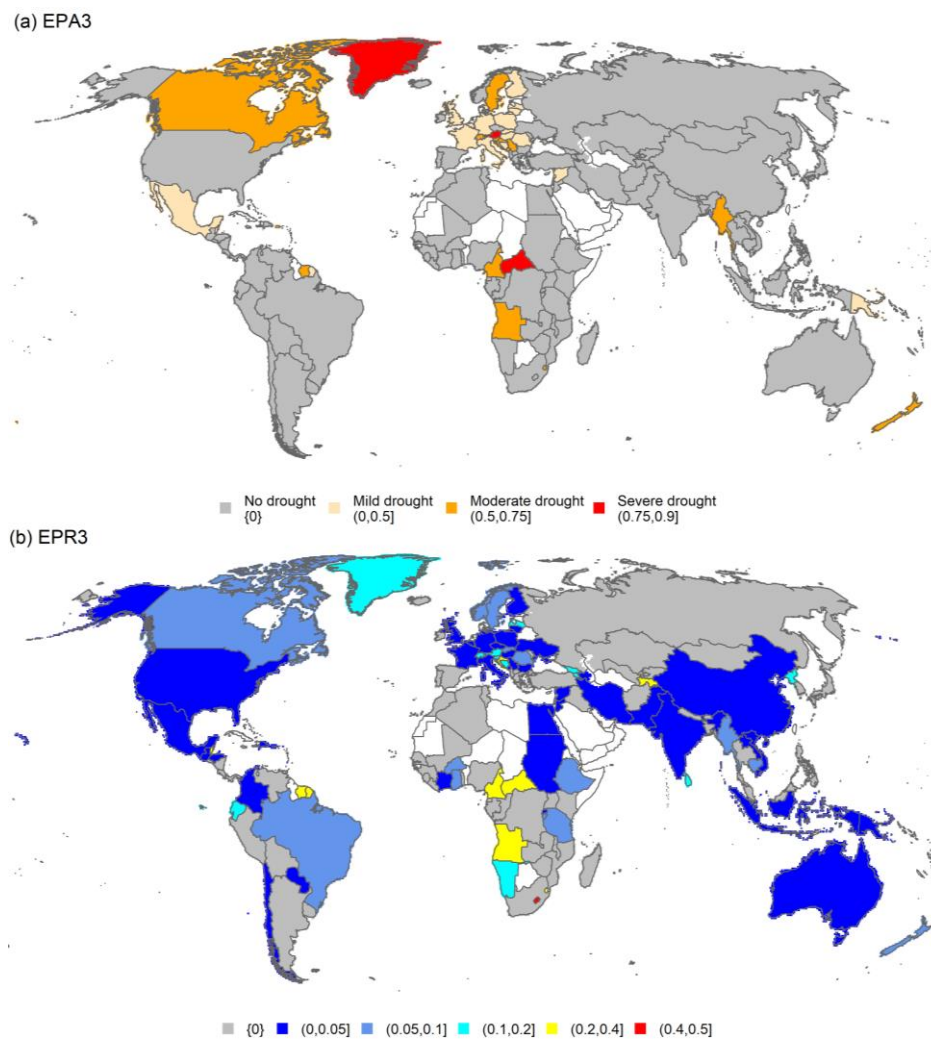 (a) EPA3
No drought Mild drought Moderate drought Severe drought
{0} (0,0.5] (0.5,0.75] (0.75,0.9]
(b) EPR3
{0} (0,0.05] (0.05,0.1] (0.1,0.2] (0.2,0.4] (0.4,0.5]